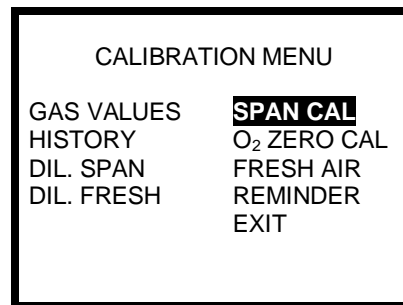 CALIBRATION MENU
GAS VALUES SPAN CAL
HISTORY O₂ ZERO CAL
DIL. SPAN FRESH AIR
DIL. FRESH REMINDER
EXIT